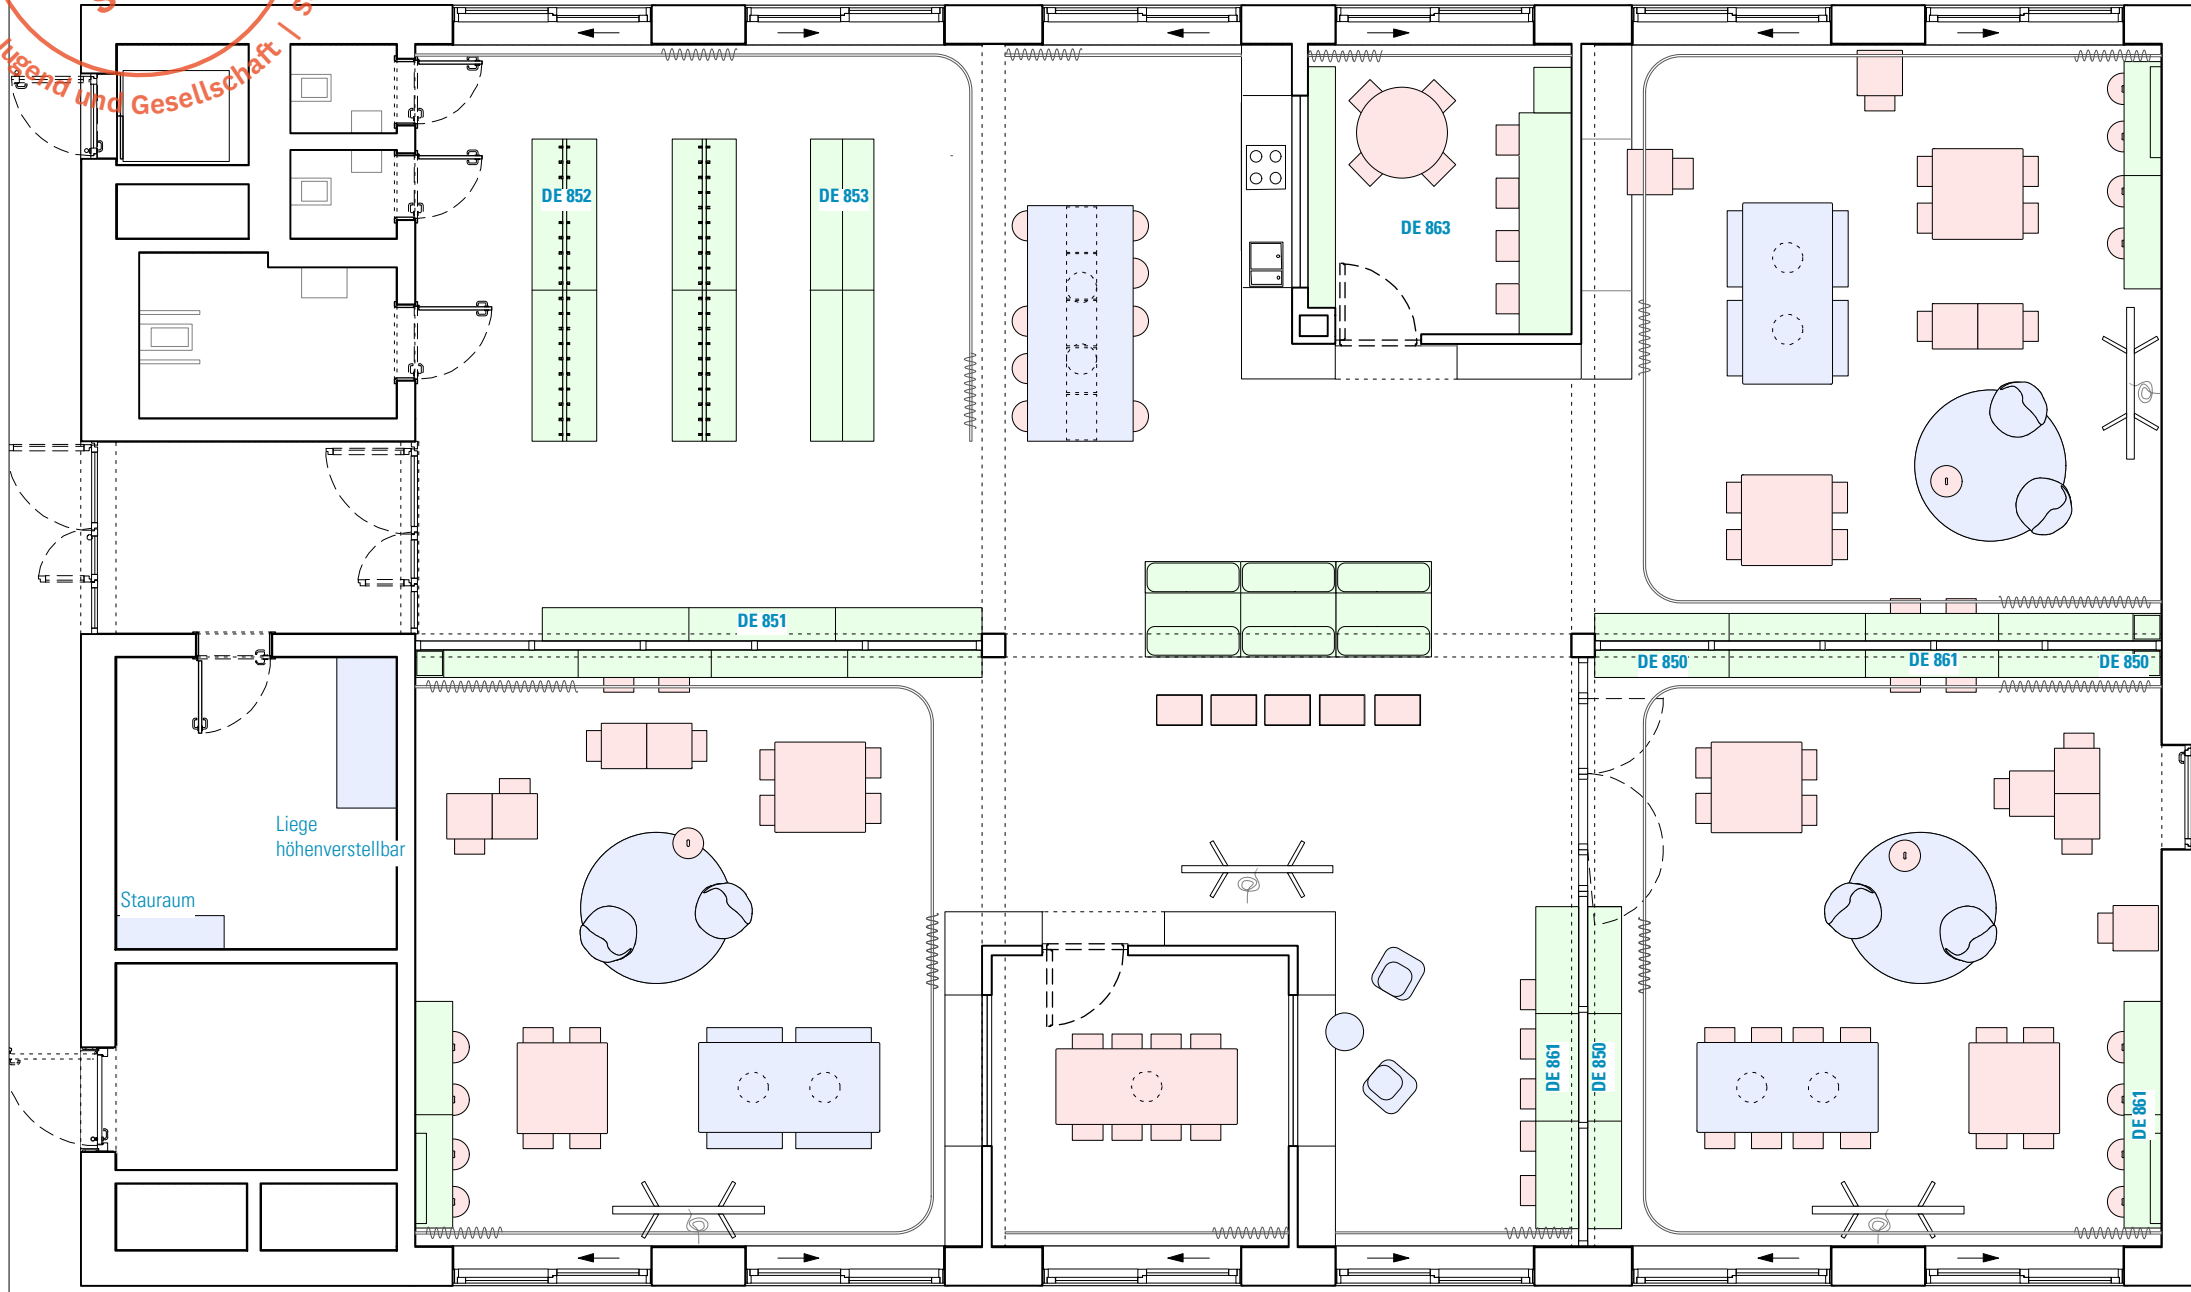 Jugend und Gesellschaft | S
DE 852
DE 853
DE 863
DE 851
DE 850
DE 861
DE 850
Liege
höhenverstellbar
Stauraum
DE 861
DE 850
DE 861